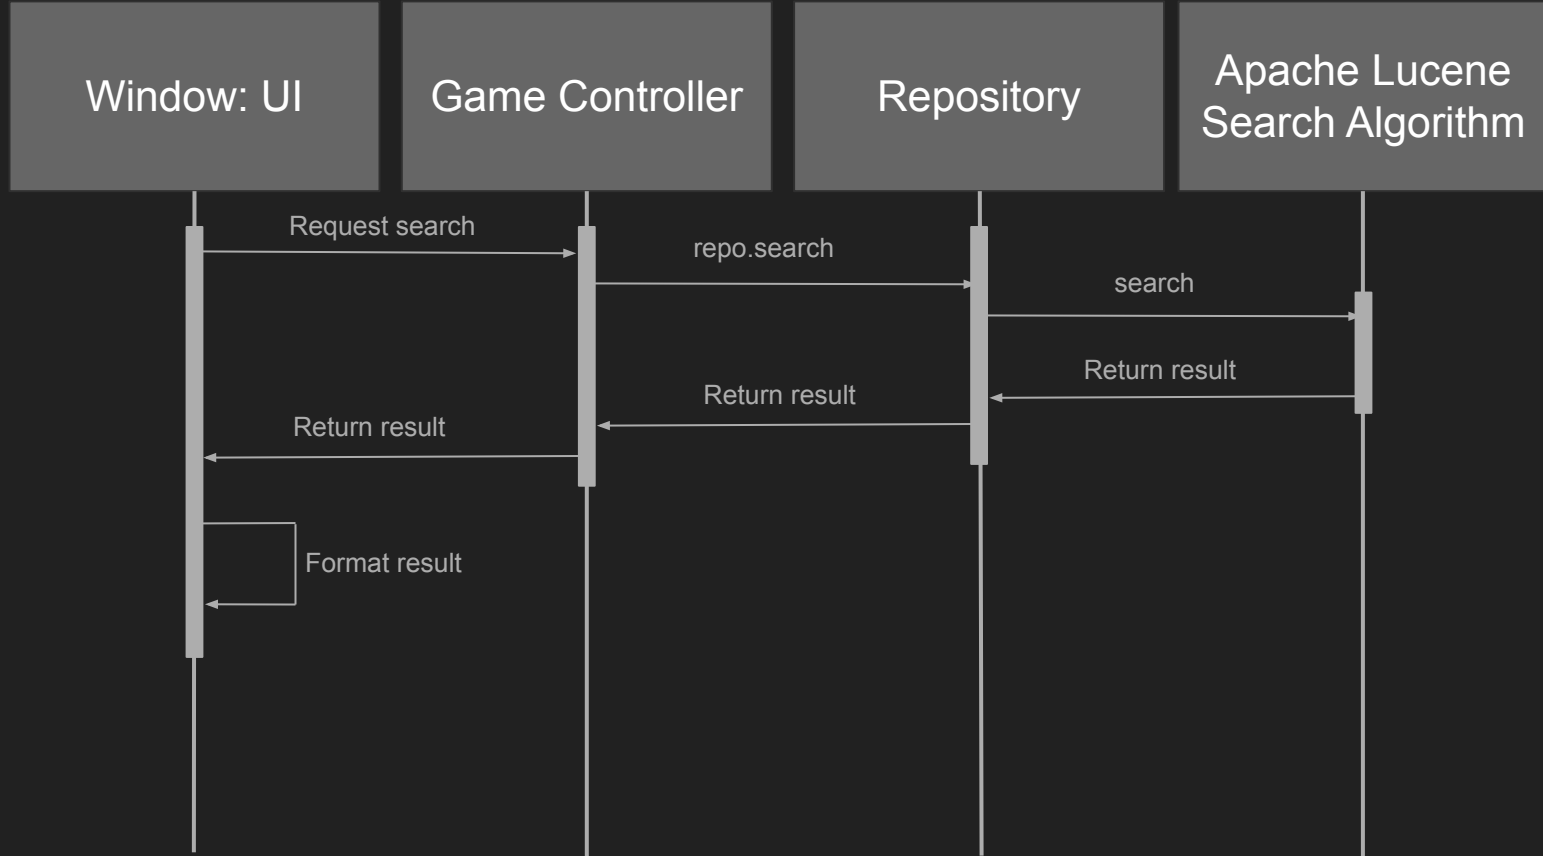 Window: UI
Game Controller
Repository
Apache Lucene
Search Algorithm
Request search
repo.search
search
Return result
Return result
Return result
Format result